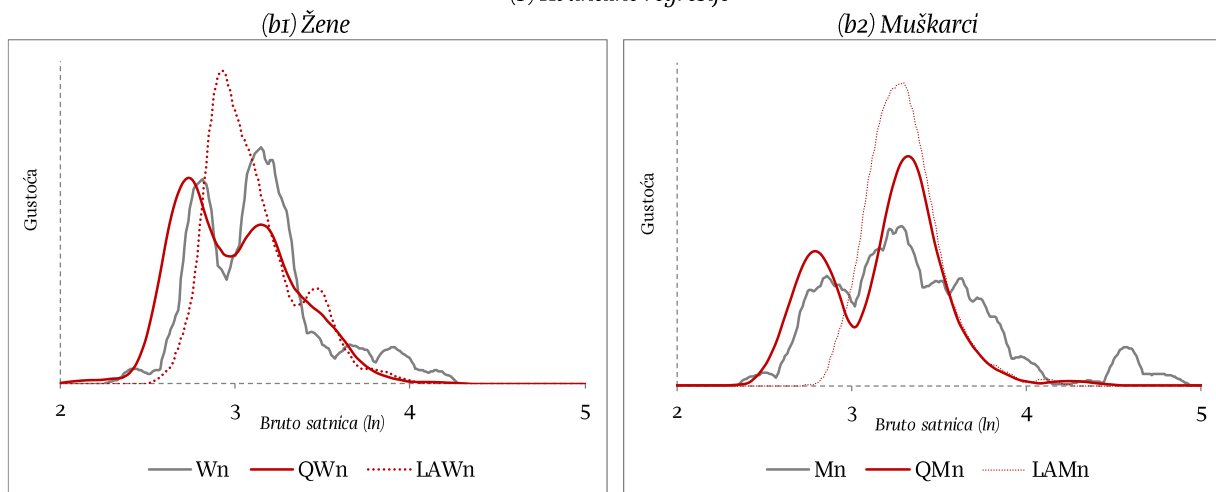 (b1) Žene
(b2) Muškarci
Gustoća
2
3
4
5
Bruto satnica (ln)
Wn
QWn
LAWn
Gustoća
2
3
4
5
Bruto satnica (ln)
Mn
QMn
LAMn